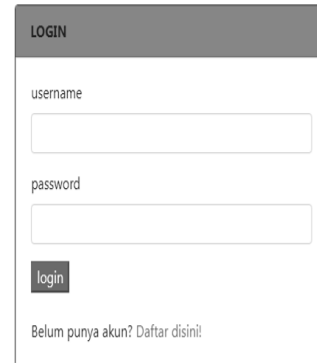 LOGIN
username
password
login
Belum punya akun? Daftar disini!